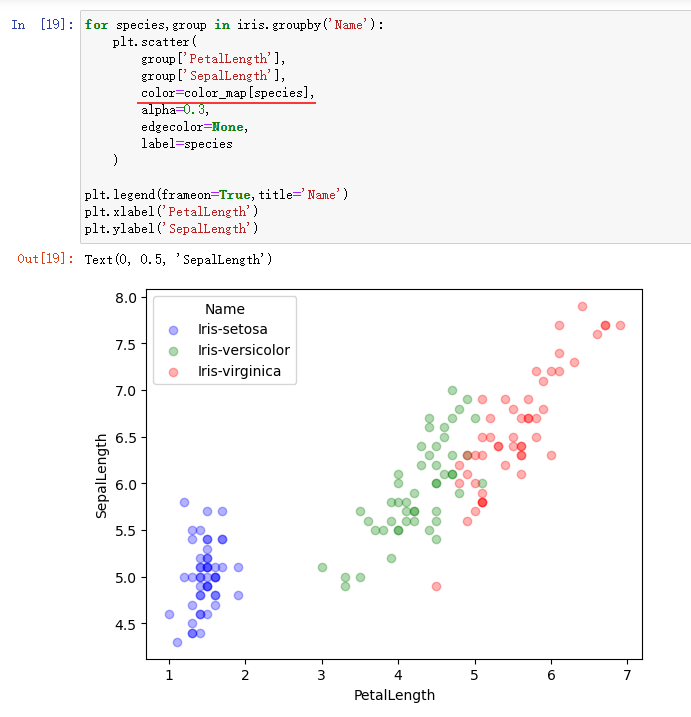 In [19]: for species,group in iris.groupby('Name'):
plt.scatter(
group['PetalLength'],
group['SepalLength'],
color=color_map[species],
alpha=0.3,
edgecolor=None,
label=species
)
plt.legend(frameon=True,title='Name')
plt.xlabel('PetalLength')
plt.ylabel('SepalLength')
Out[19]: Text(0, 0.5, 'SepalLength')
Name
Iris-setosa
Iris-versicolor
Iris-virginica
8.0
7.5
7.0
6.5
6.0
5.5
5.0
4.5
SepalLength
1 2 3 4 5 6 7
PetalLength